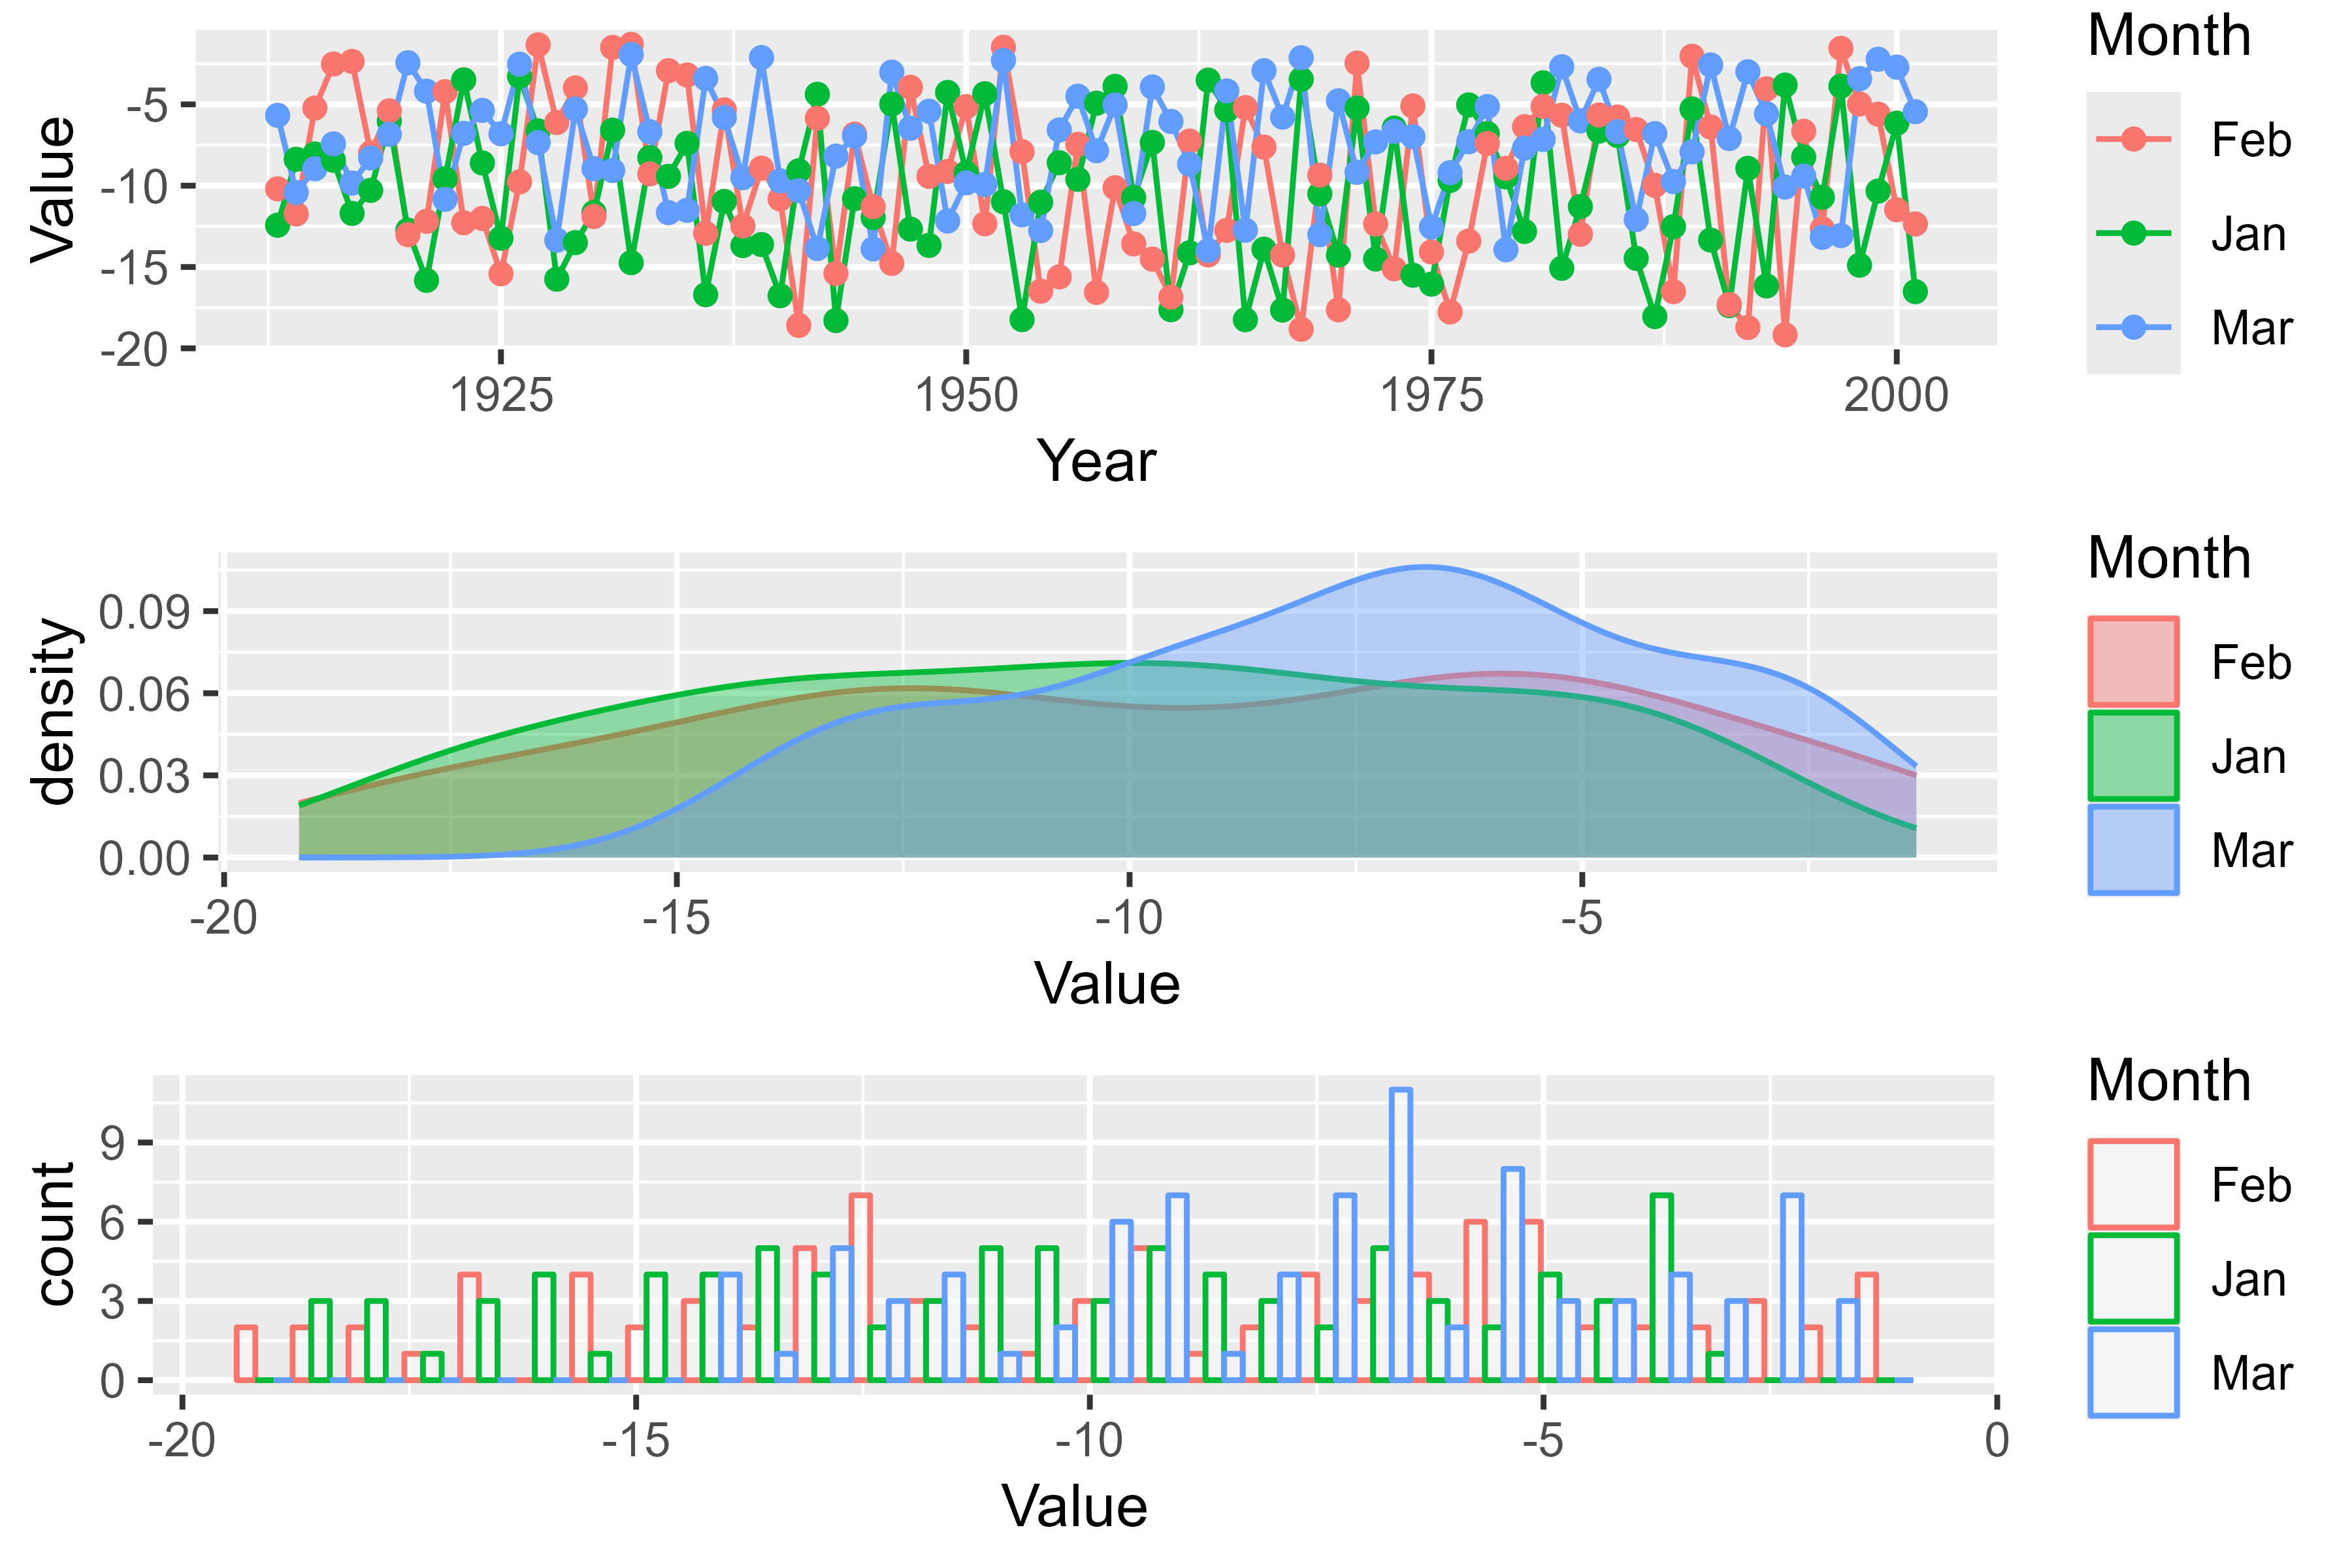 Value
-5
-10
-15
-20
1925 1950 1975 2000
Year
Month
Feb
Jan
Mar
density
0.09
0.06
0.03
0.00
-20 -15 -10 -5
Value
Month
Feb
Jan
Mar
count
9
6
3
0
-20 -15 -10 -5 0
Value
Month
Feb
Jan
Mar